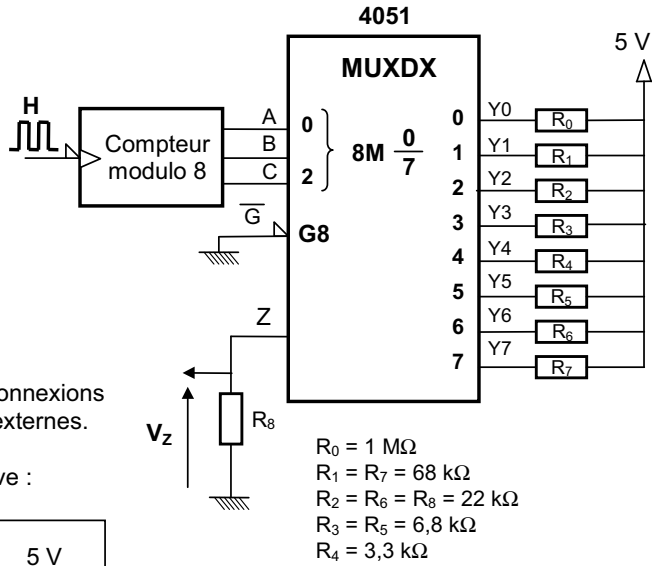 4051
5 V
MUXDX
H
Compteur
modulo 8
A
B
C
0
2
8M 0/7
G̅
G8
0 Y0 R₀
1 Y1 R₁
2 Y2 R₂
3 Y3 R₃
4 Y4 R₄
5 Y5 R₅
6 Y6 R₆
7 Y7 R₇
Z
onnexions
externes.
V_Z
R₈
ve :
5 V
R₀ = 1 MΩ
R₁ = R₇ = 68 kΩ
R₂ = R₆ = R₈ = 22 kΩ
R₃ = R₅ = 6,8 kΩ
R₄ = 3,3 kΩ